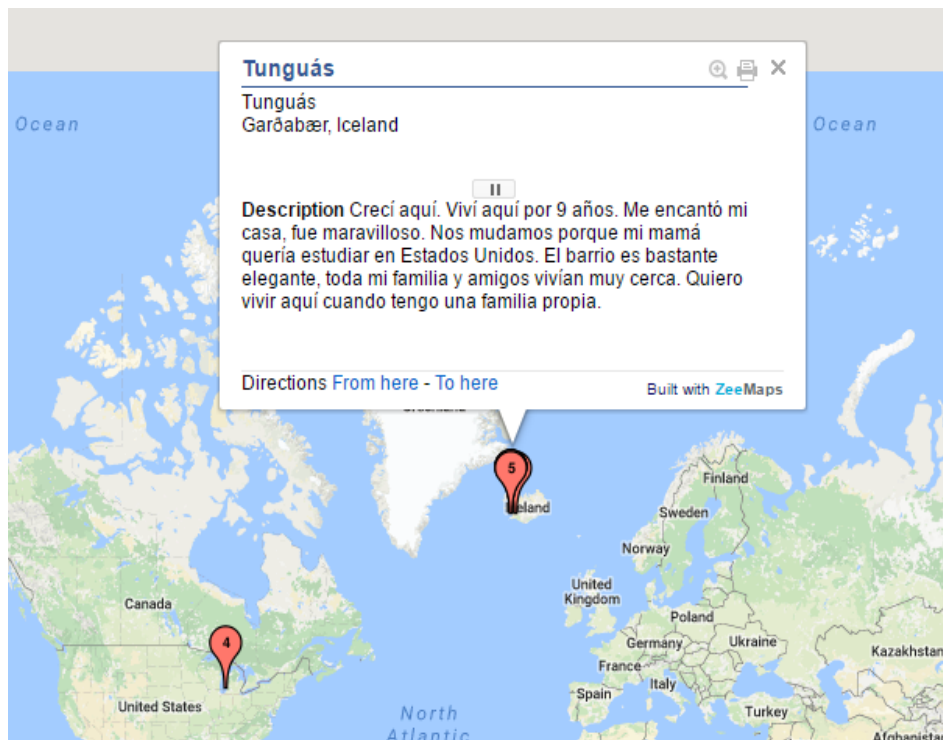 Tunguás
Tunguás
Garðabær, Iceland
Description Crecí aquí. Viví aquí por 9 años. Me encantó mi
casa, fue maravilloso. Nos mudamos porque mi mamá
quería estudiar en Estados Unidos. El barrio es bastante
elegante, toda mi familia y amigos vivían muy cerca. Quiero
vivir aquí cuando tengo una familia propia.
Directions From here - To here
Built with ZeeMaps
Ocean
Ocean
5
Finland
Sweden
Norway
United
Kingdom
Canada
4
Poland
Germany
Ukraine
France
Kazakhstan
Italy
Spain
United States
Turkey
North
Atlantic